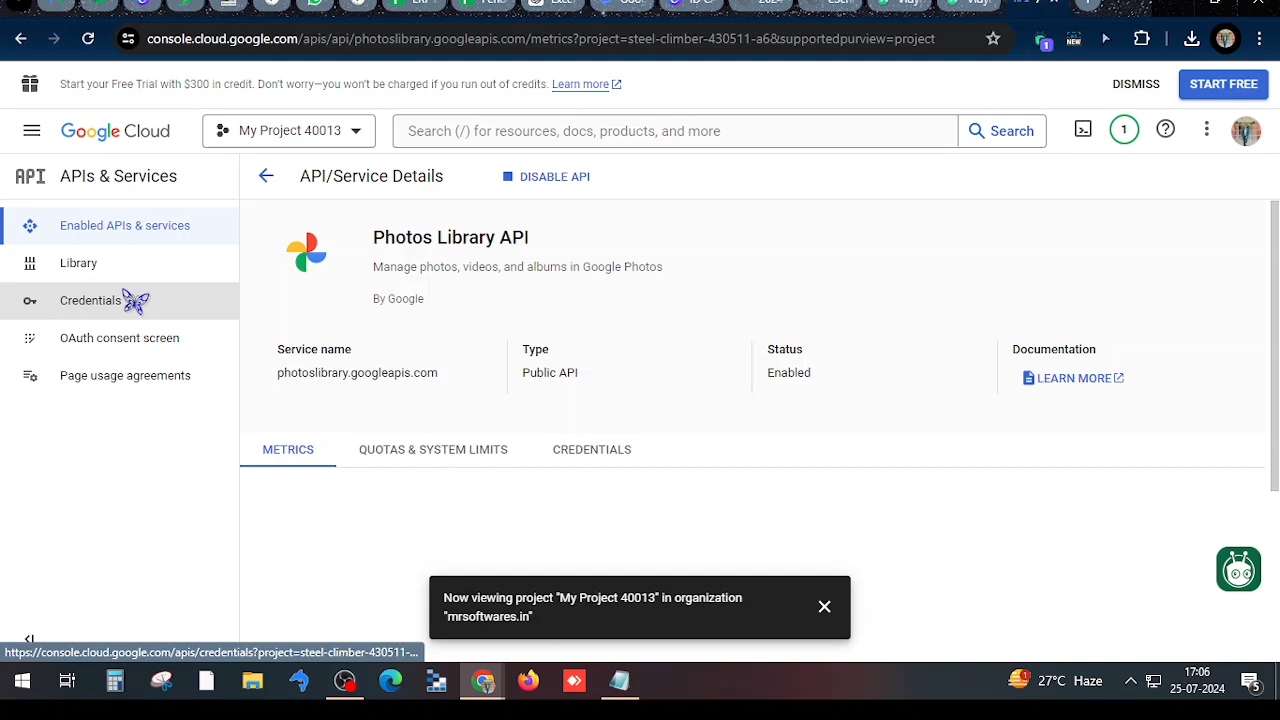 console.cloud.google.com/apis/api/photoslibrary.googleapis.com/metrics?project=steel-climber-430511-a6&supportedpurview=project
NEW
1
Start your Free Trial with $300 in credit. Don't worry—you won't be charged if you run out of credits. Learn more
DISMISS
START FREE
Google Cloud
My Project 40013
Search (/) for resources, docs, products, and more
Search
1
API APIs & Services
API/Service Details
DISABLE API
Enabled APIs & services
Library
Credentials
OAuth consent screen
Page usage agreements
Photos Library API
Manage photos, videos, and albums in Google Photos
By Google
Service name
Type
Status
Documentation
photoslibrary.googleapis.com
Public API
Enabled
LEARN MORE
METRICS
QUOTAS & SYSTEM LIMITS
CREDENTIALS
Now viewing project "My Project 40013" in organization
"mrsoftwares.in"
https://console.cloud.google.com/apis/credentials?project=steel-climber-430511-...
1
27°C Haze
17:06
25-07-2024
5